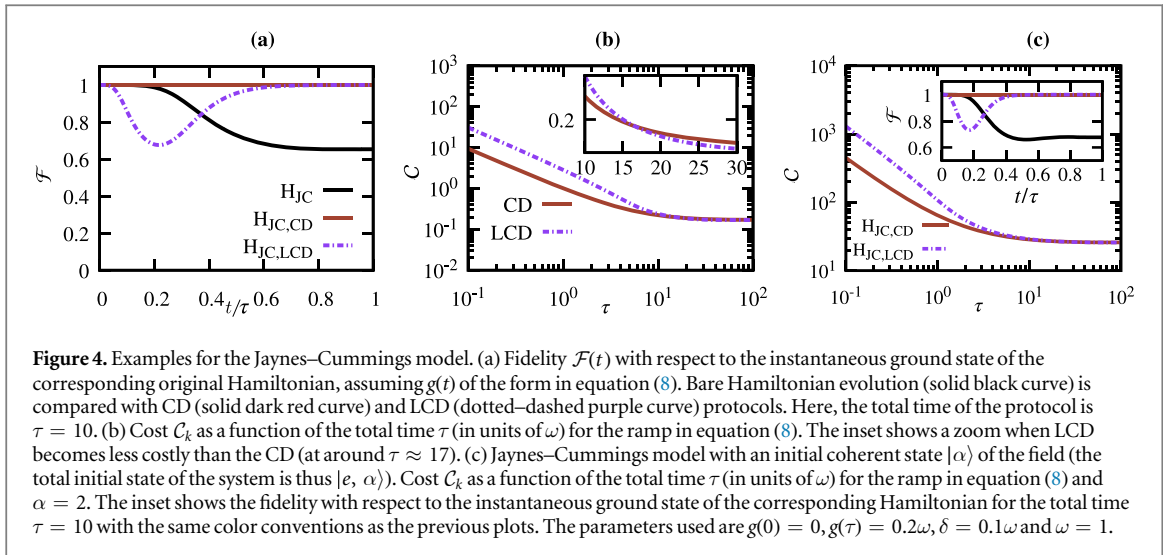 (a)
1
0.8
0.6
0.4
0.2
0
F
H_JC
H_JC,CD
H_JC,LCD
0 0.2 0.4 0.6 0.8 1
t/τ
(b)
10^3
10^2
10^1
10^0
10^-1
10^-2
C
0.2
10 15 20 25 30
CD
LCD
10^-1 10^0 10^1 10^2
τ
(c)
10^4
10^3
10^2
10^1
C
1
0.8
0.6
F
0 0.2 0.4 0.6 0.8 1
t/τ
H_JC,CD
H_JC,LCD
10^-1 10^0 10^1 10^2
τ
Figure 4. Examples for the Jaynes–Cummings model. (a) Fidelity F(t) with respect to the instantaneous ground state of the
corresponding original Hamiltonian, assuming g(t) of the form in equation (8). Bare Hamiltonian evolution (solid black curve) is
compared with CD (solid dark red curve) and LCD (dotted–dashed purple curve) protocols. Here, the total time of the protocol is
τ = 10. (b) Cost C_k as a function of the total time τ (in units of ω) for the ramp in equation (8). The inset shows a zoom when LCD
becomes less costly than the CD (at around τ ≈ 17). (c) Jaynes–Cummings model with an initial coherent state |α⟩ of the field (the
total initial state of the system is thus |e, α⟩). Cost C_k as a function of the total time τ (in units of ω) for the ramp in equation (8) and
α = 2. The inset shows the fidelity with respect to the instantaneous ground state of the corresponding Hamiltonian for the total time
τ = 10 with the same color conventions as the previous plots. The parameters used are g(0) = 0, g(τ) = 0.2ω, δ = 0.1ω and ω = 1.